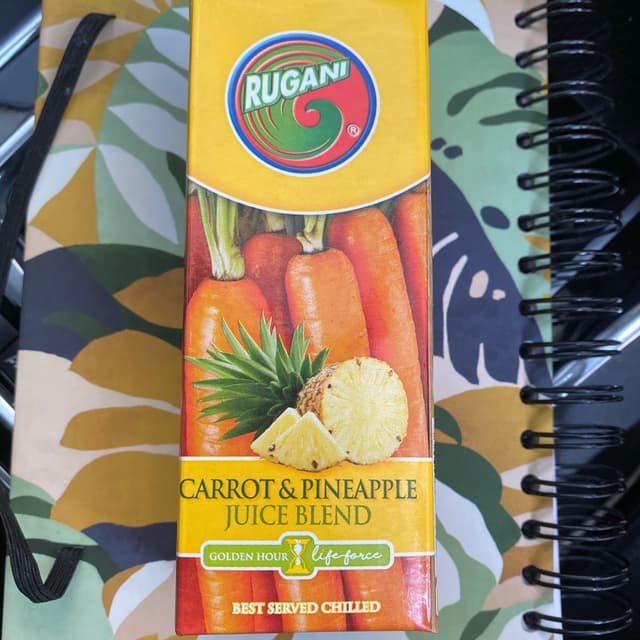 RUGANI
®
CARROT & PINEAPPLE
JUICE BLEND
GOLDEN HOUR life-force
BEST SERVED CHILLED